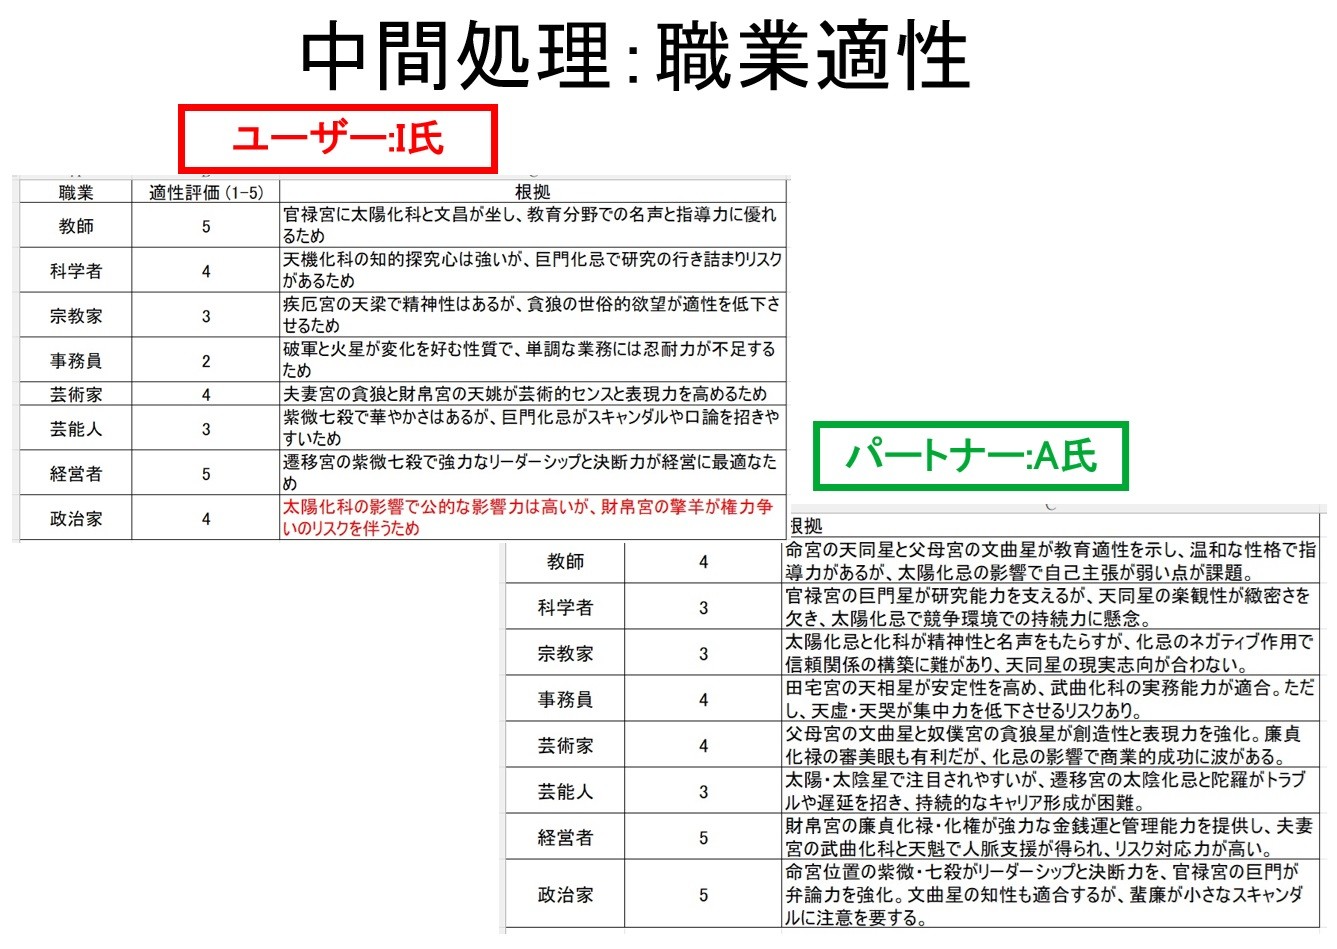 中間処理:職業適性
ユーザー:I氏
職業 適性評価(1-5) 根拠
教師 5 官禄宮に太陽化科と文昌が坐し、教育分野での名声と指導力に優れ
るため
科学者 4 天機化科の知的探究心は強いが、巨門化忌で研究の行き詰まりリスク
があるため
宗教家 3 疾厄宮の天梁で精神性はあるが、貪狼の世俗的欲望が適性を低下さ
せるため
事務員 2 破軍と火星が変化を好む性質で、単調な業務には忍耐力が不足する
ため
芸術家 4 夫妻宮の貪狼と財帛宮の天姚が芸術的センスと表現力を高めるため
芸能人 3 紫微七殺で華やかさはあるが、巨門化忌がスキャンダルや口論を招きや
すいため
経営者 5 遷移宮の紫微七殺で強力なリーダーシップと決断力が経営に最適なた
め
政治家 4 太陽化科の影響で公的な影響力は高いが、財帛宮の擎羊が権力争
いのリスクを伴うため
パートナー:A氏
根拠
教師 4 命宮の天同星と父母宮の文曲星が教育適性を示し、温和な性格で指
導力があるが、太陽化忌の影響で自己主張が弱い点が課題。
科学者 3 官禄宮の巨門星が研究能力を支えるが、天同星の楽観性が緻密さを
欠き、太陽化忌で競争環境での持続力に懸念。
宗教家 3 太陽化忌と化科が精神性と名声をもたらすが、化忌のネガティブ作用で
信頼関係の構築に難があり、天同星の現実志向が合わない。
事務員 4 田宅宮の天相星が安定性を高め、武曲化科の実務能力が適合。ただ
し、天虚・天哭が集中力を低下させるリスクあり。
芸術家 4 父母宮の文曲星と奴僕宮の貪狼星が創造性と表現力を強化。廉貞
化禄の審美眼も有利だが、化忌の影響で商業的成功に波がある。
芸能人 3 太陽・太陰星で注目されやすいが、遷移宮の太陰化忌と陀羅がトラブ
ルや遅延を招き、持続的なキャリア形成が困難。
経営者 5 財帛宮の廉貞化禄・化権が強力な金銭運と管理能力を提供し、夫妻
宮の武曲化科と天魁で人脈支援が得られ、リスク対応力が高い。
政治家 5 命宮位置の紫微・七殺がリーダーシップと決断力を、官禄宮の巨門が
弁論力を強化。文曲星の知性も適合するが、蜚廉が小さなスキャンダ
ルに注意を要する。